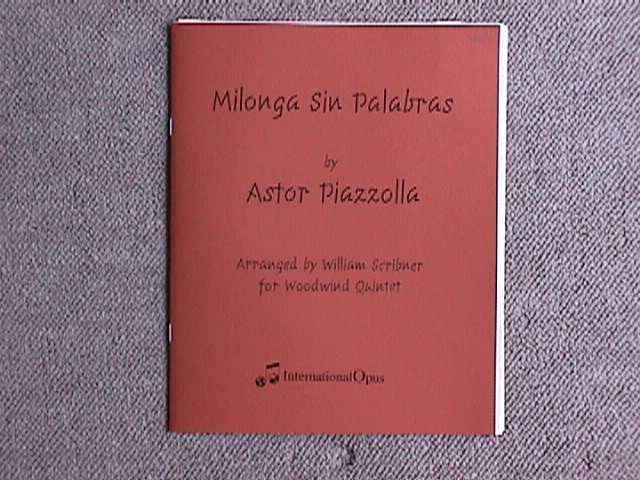 Milonga Sin Palabras
by
Astor Piazzolla
Arranged by William Scribner
for Woodwind Quintet
InternationalOpus